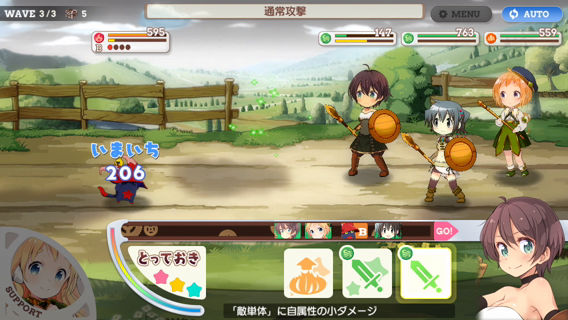 WAVE 3/3 5
通常攻撃
MENU
AUTO
595
147
763
559
いまいち
206
GO!
とっておき
SUPPORT
「敵単体」に自属性の小ダメージ